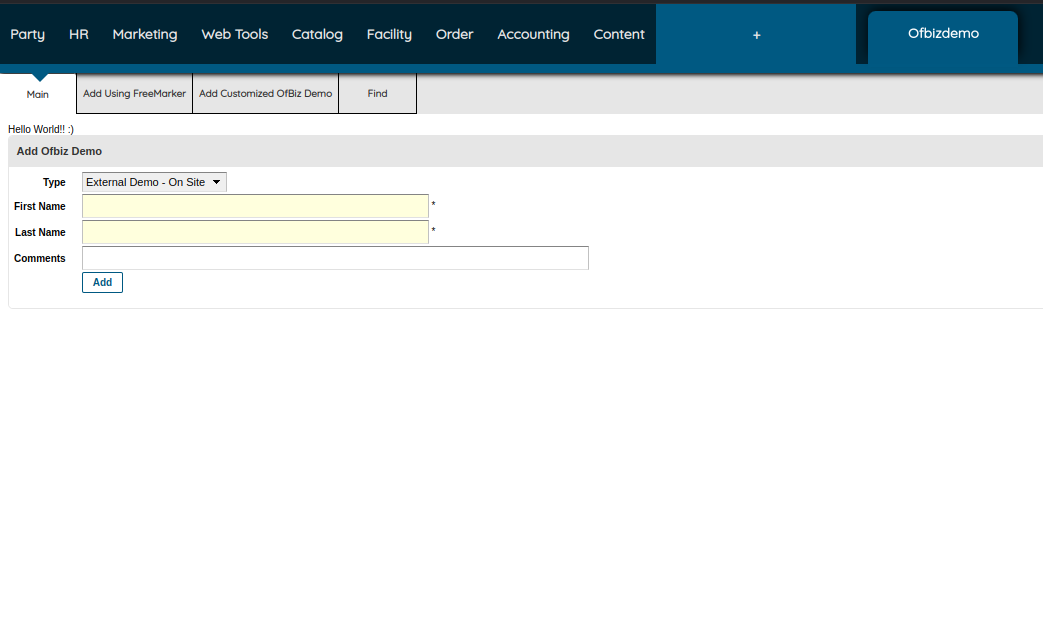 Party HR Marketing Web Tools Catalog Facility Order Accounting Content + Ofbizdemo
Main Add Using FreeMarker Add Customized OfBiz Demo Find
Hello World!! :)
Add Ofbiz Demo
Type External Demo - On Site
First Name *
Last Name *
Comments
Add